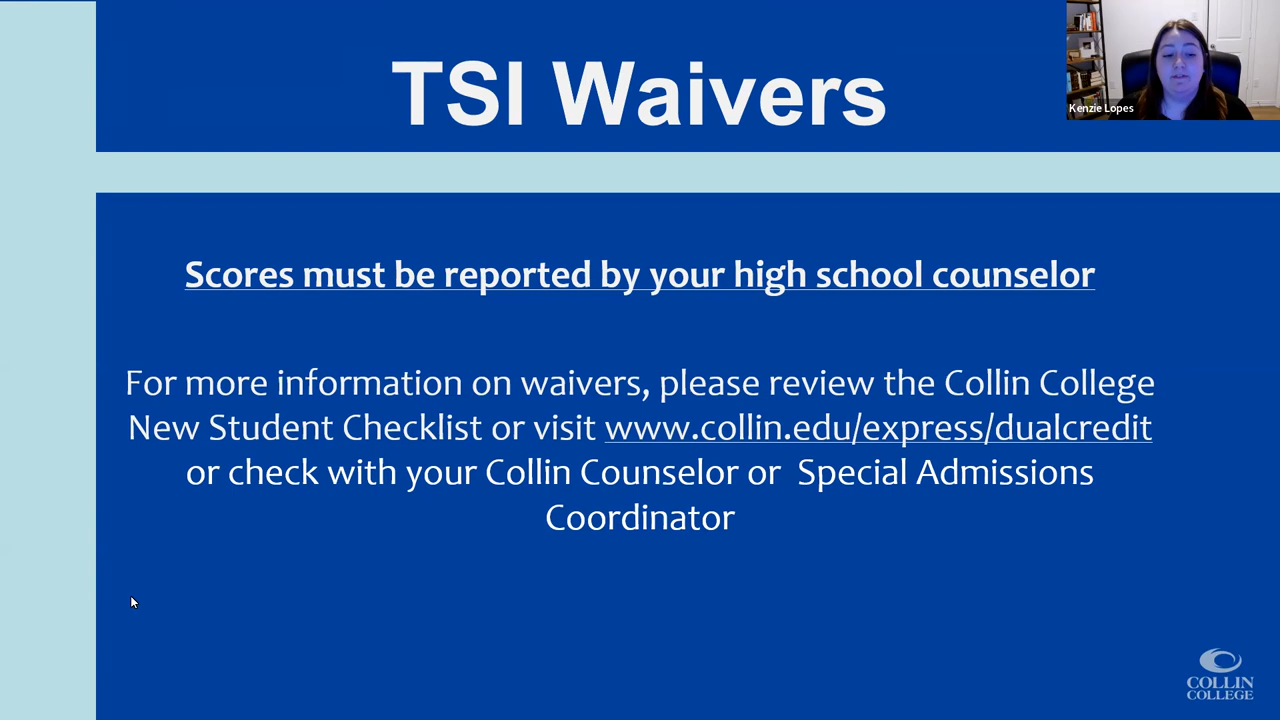 TSI Waivers
Kenzie Lopes
Scores must be reported by your high school counselor
For more information on waivers, please review the Collin College
New Student Checklist or visit www.collin.edu/express/dualcredit
or check with your Collin Counselor or  Special Admissions
Coordinator
COLLIN
COLLEGE